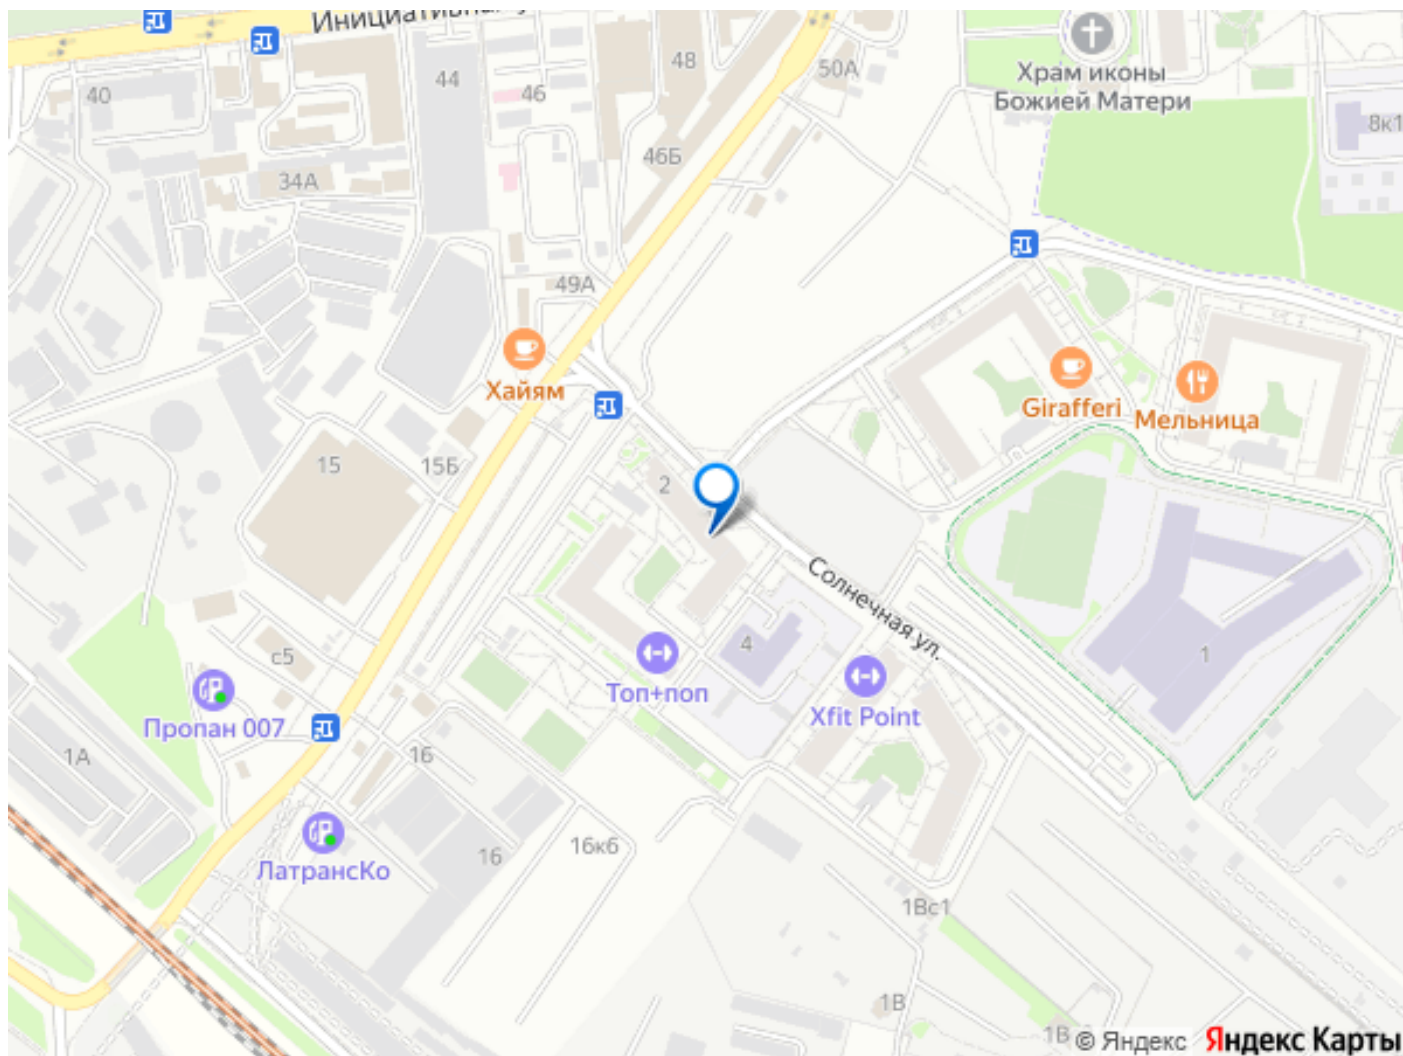 Инициативная у
48
50А
Храм иконы
Божией Матери
40
44
46
8к1
46Б
34А
49А
Хайям
Girafferi
Мельница
15
15Б
2
Солнечная ул.
с5
4
1
Топ+поп
Xfit Point
Пропан 007
1А
16
ЛатрансКо
16
16к6
1Вс1
1В
1В
© Яндекс
Яндекс Карты